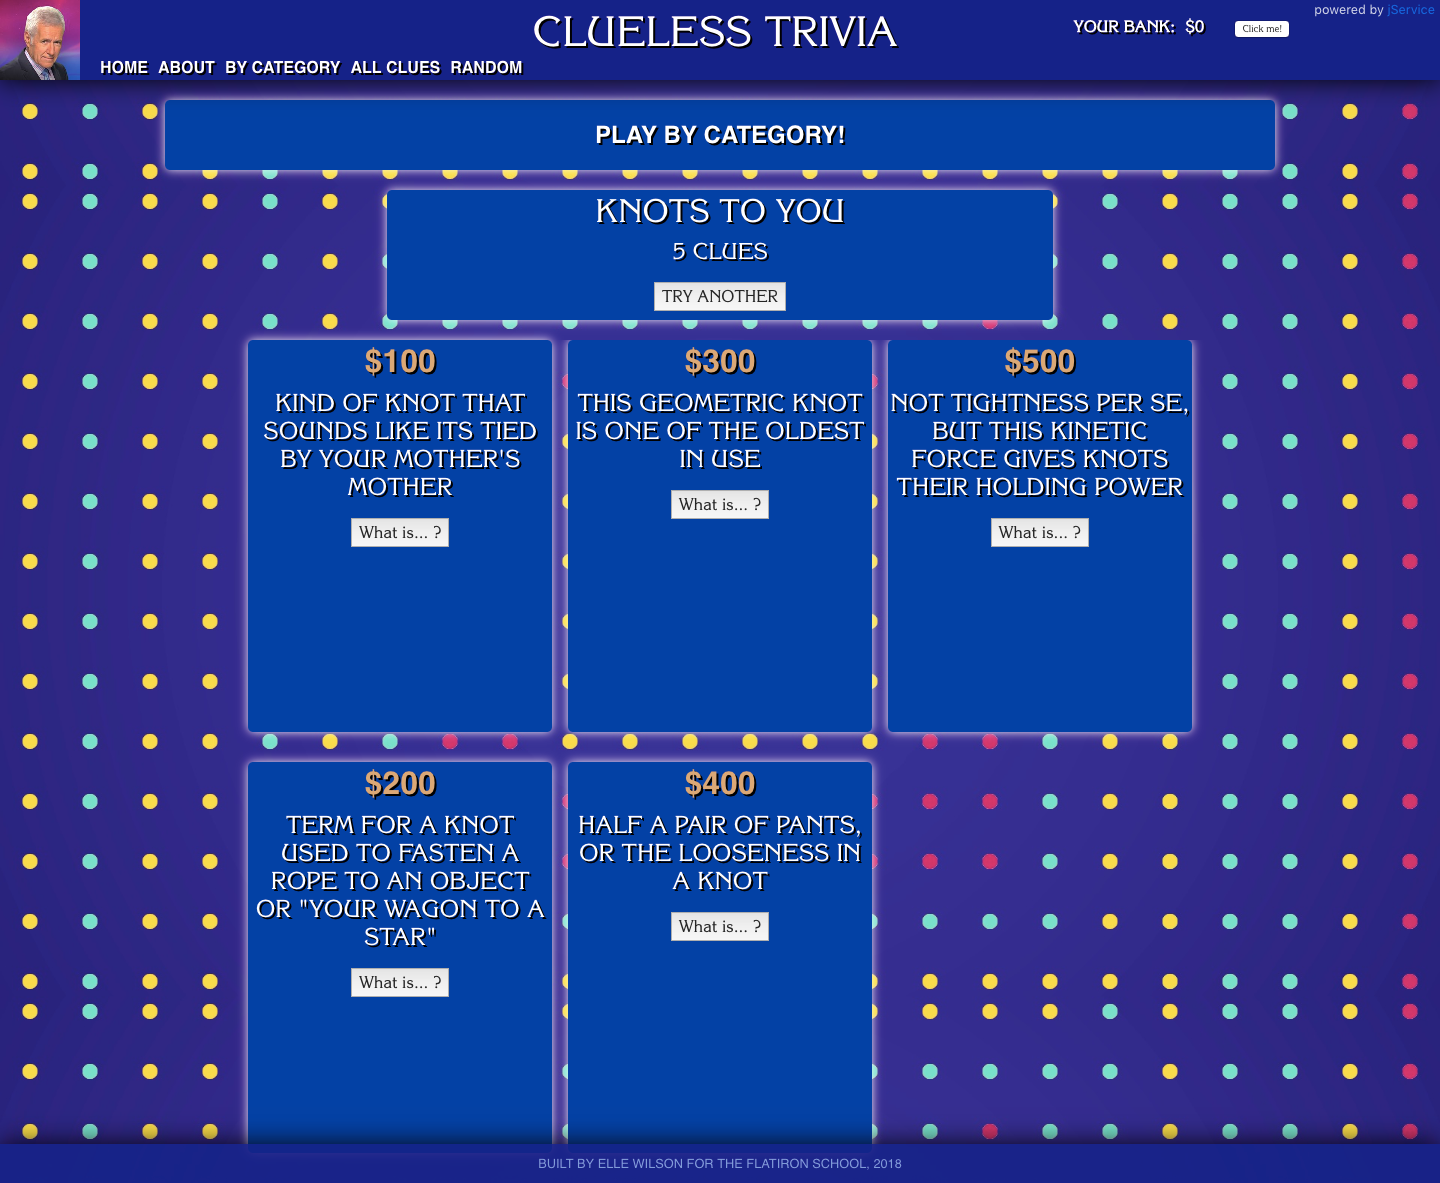 CLUELESS TRIVIA
YOUR BANK: $0
Click me!
powered by jService
HOME ABOUT BY CATEGORY ALL CLUES RANDOM
PLAY BY CATEGORY!
KNOTS TO YOU
5 CLUES
TRY ANOTHER
$100
KIND OF KNOT THAT
SOUNDS LIKE ITS TIED
BY YOUR MOTHER'S
MOTHER
What is... ?
$300
THIS GEOMETRIC KNOT
IS ONE OF THE OLDEST
IN USE
What is... ?
$500
NOT TIGHTNESS PER SE,
BUT THIS KINETIC
FORCE GIVES KNOTS
THEIR HOLDING POWER
What is... ?
$200
TERM FOR A KNOT
USED TO FASTEN A
ROPE TO AN OBJECT
OR "YOUR WAGON TO A
STAR"
What is... ?
$400
HALF A PAIR OF PANTS,
OR THE LOOSENESS IN
A KNOT
What is... ?
BUILT BY ELLE WILSON FOR THE FLATIRON SCHOOL, 2018